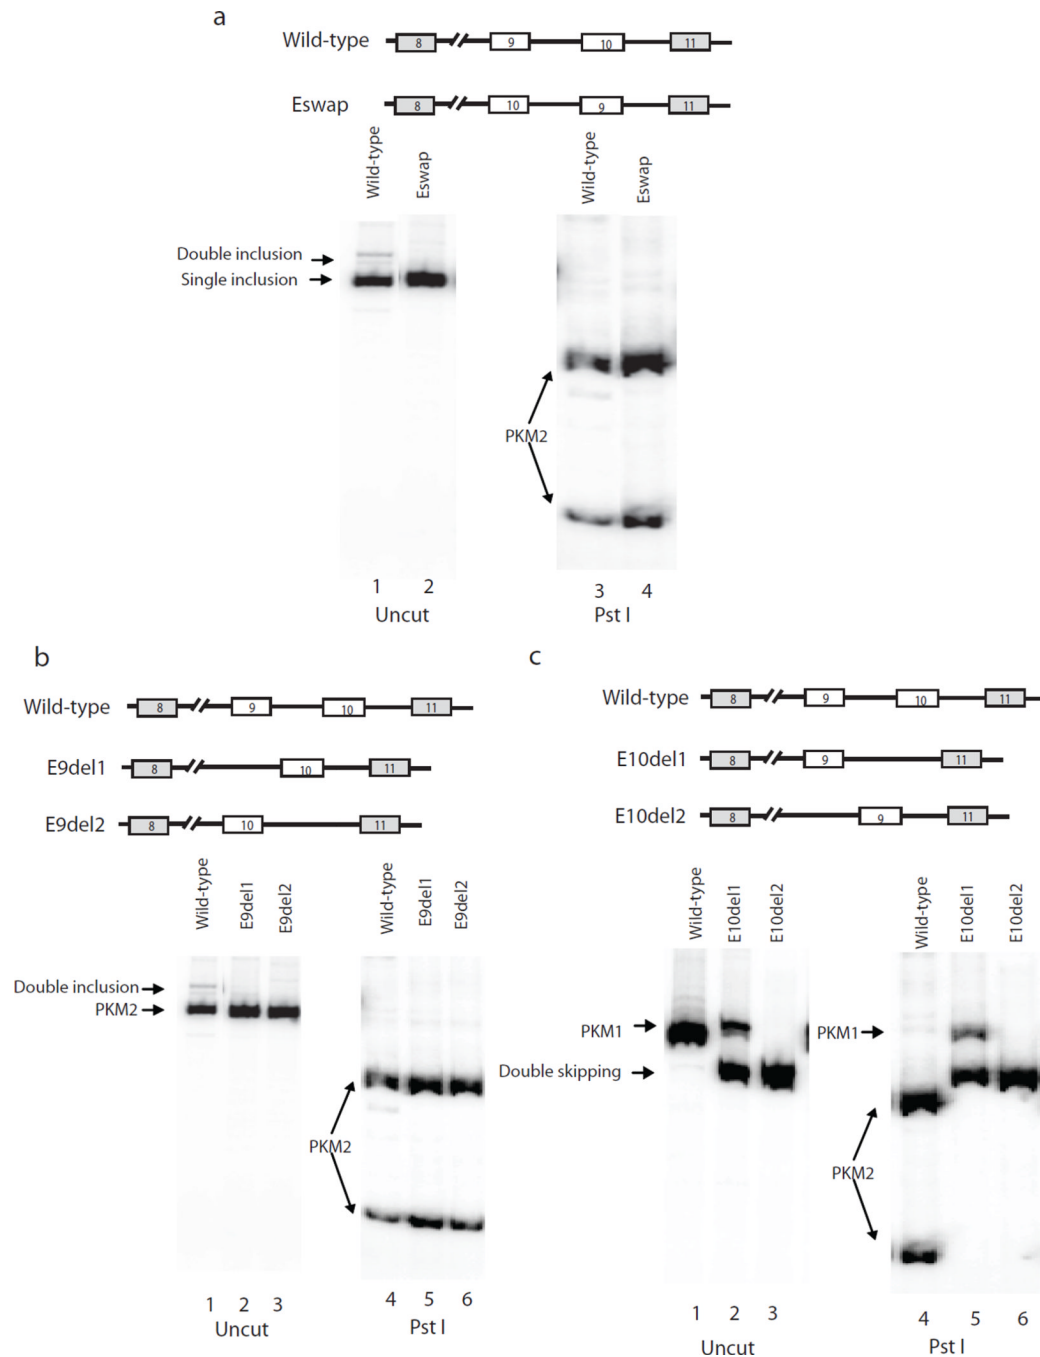 a
Wild-type 8 9 10 11
Eswap 8 10 9 11
Wild-type Eswap Wild-type Eswap
Double inclusion
Single inclusion
PKM2
1 2 3 4
Uncut Pst I
b
Wild-type 8 9 10 11
E9del1 8 10 11
E9del2 8 10 11
Wild-type E9del1 E9del2 Wild-type E9del1 E9del2
Double inclusion
PKM2
PKM2
1 2 3 4 5 6
Uncut Pst I
c
Wild-type 8 9 10 11
E10del1 8 9 11
E10del2 8 9 11
Wild-type E10del1 E10del2 Wild-type E10del1 E10del2
PKM1 PKM1
Double skipping
PKM2
1 2 3 4 5 6
Uncut Pst I